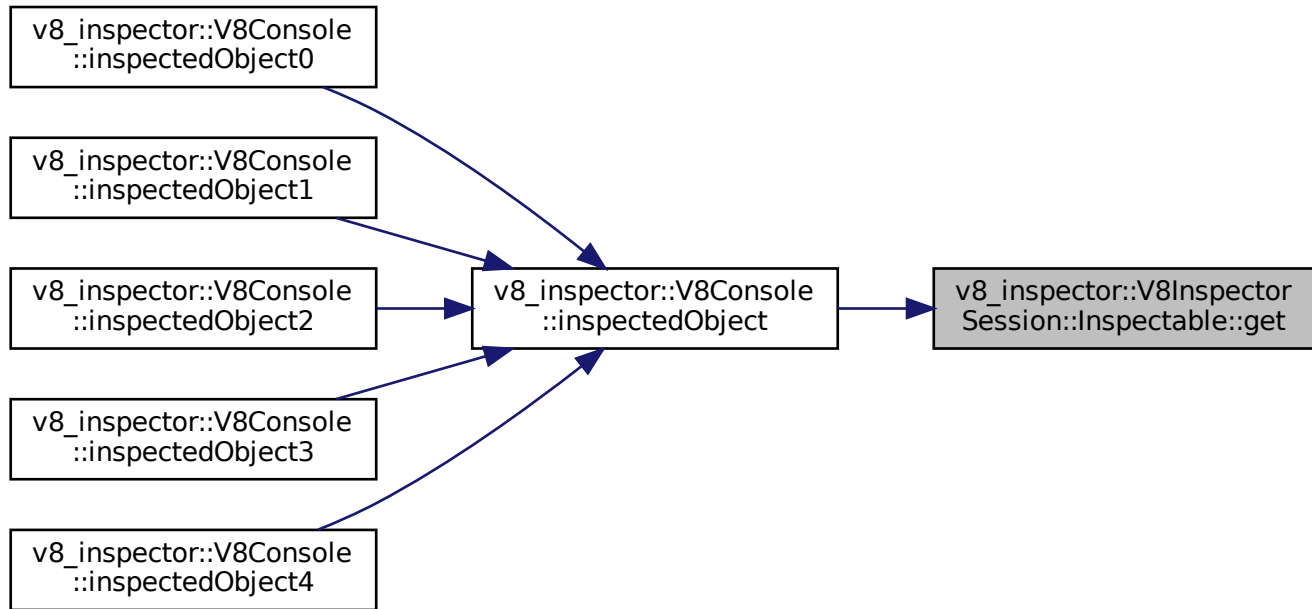 v8_inspector::V8Console
::inspectedObject0
v8_inspector::V8Console
::inspectedObject1
v8_inspector::V8Console
::inspectedObject2
v8_inspector::V8Console
::inspectedObject3
v8_inspector::V8Console
::inspectedObject4
v8_inspector::V8Console
::inspectedObject
v8_inspector::V8Inspector
Session::Inspectable::get